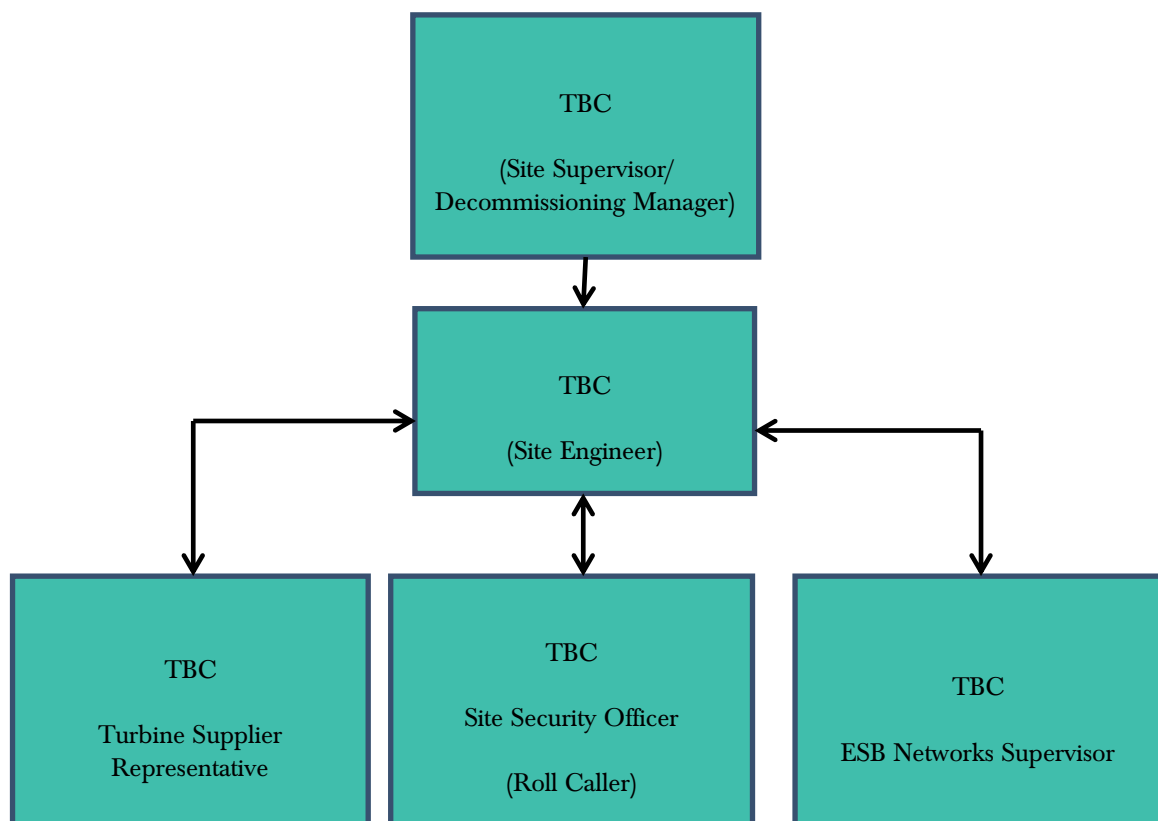 TBC
(Site Supervisor/
Decommissioning Manager)
TBC
(Site Engineer)
TBC
Turbine Supplier
Representative
TBC
Site Security Officer
(Roll Caller)
TBC
ESB Networks Supervisor